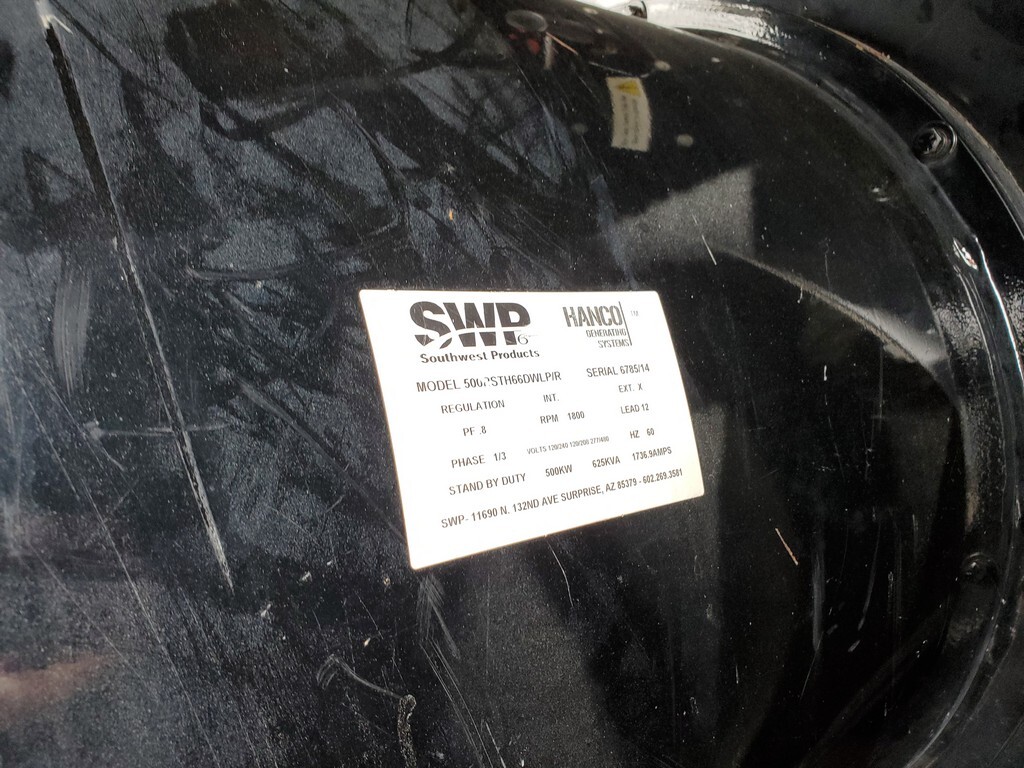 SWP
Southwest Products
HANCO LTD
GENERATING
SYSTEMS
MODEL SERIAL 6785/14
REGULATION INT. EXT. X
PF .8 RPM 1800 LEAD 12
PHASE 1/3 VOLTS 120/240 120/208 277/480 HZ 60
STAND BY DUTY 500KW 625KVA 1736.9AMPS
SWP- 11690 N. 132ND AVE SURPRISE, AZ 85379 - 602.269.3581